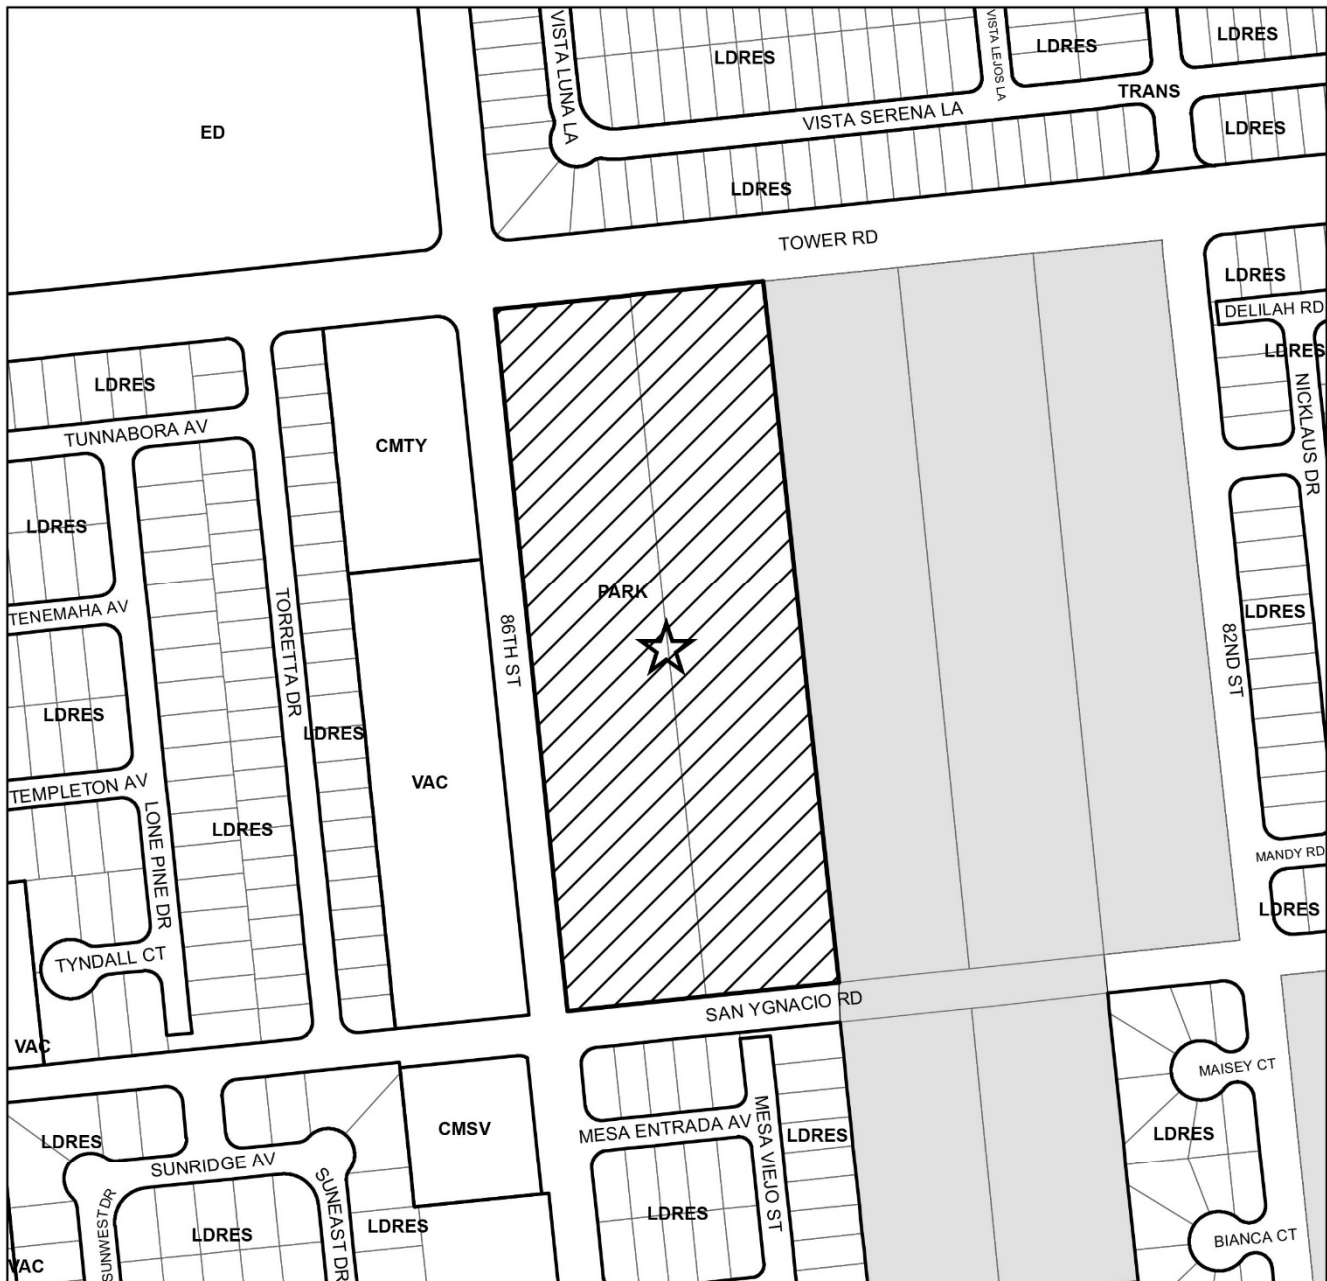 VISTA LUNA LA
LDRES
VISTA LEJOS LA
LDRES
LDRES
ED
TRANS
VISTA SERENA LA
LDRES
LDRES
TOWER RD
LDRES
DELILAH RD
LDRES
NICKLAUS DR
LDRES
TUNNABORA AV
CMTY
LDRES
TENEMAHA AV
TORRETTA DR
86TH ST
PARK
82ND ST
LDRES
LDRES
LDRES
VAC
TEMPLETON AV
LONE PINE DR
LDRES
MANDY RD
LDRES
TYNDALL CT
SAN YGNACIO RD
VAC
MAISEY CT
LDRES
CMSV
MESA ENTRADA AV
MESA VIEJO ST
LDRES
LDRES
SUNRIDGE AV
SUNWEST DR
SUNEAST DR
LDRES
LDRES
LDRES
BIANCA CT
VAC